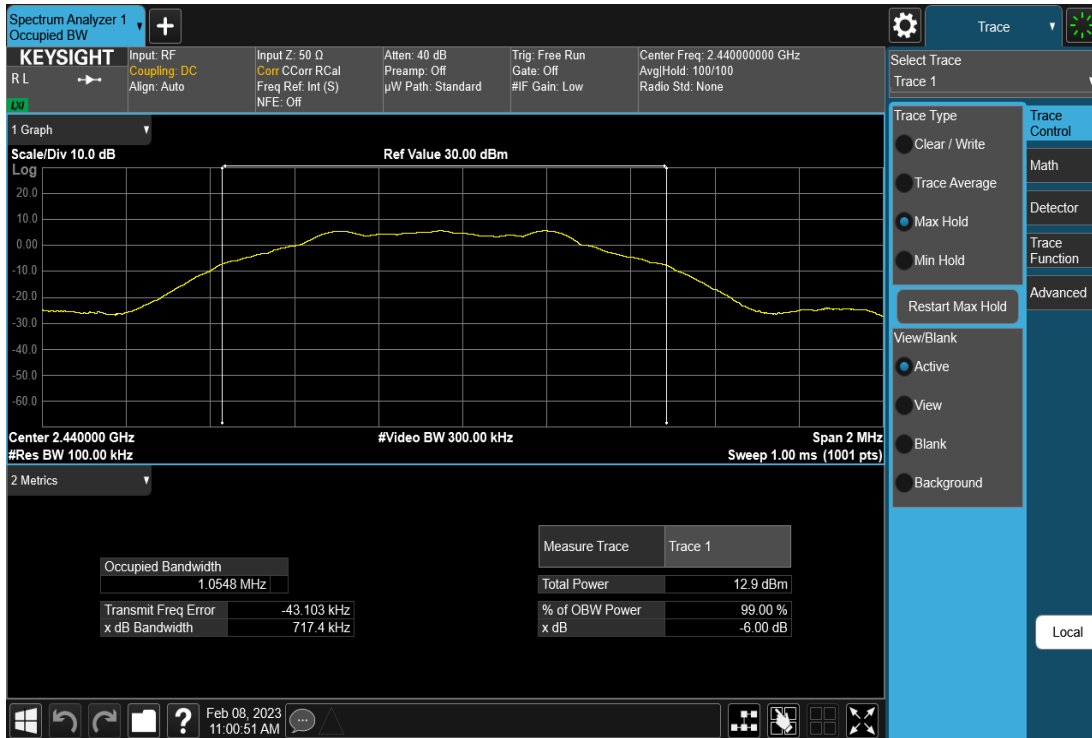 Spectrum Analyzer 1
Occupied BW
+
Trace
KEYSIGHT
R L
LXI
Input: RF
Coupling: DC
Align: Auto
Input Z: 50 Ω
Corr CCorr RCal
Freq Ref: Int (S)
NFE: Off
Atten: 40 dB
Preamp: Off
µW Path: Standard
Trig: Free Run
Gate: Off
#IF Gain: Low
Center Freq: 2.440000000 GHz
Avg|Hold: 100/100
Radio Std: None
Select Trace
Trace 1
1 Graph
Scale/Div 10.0 dB
Ref Value 30.00 dBm
Log
20.0
10.0
0.00
-10.0
-20.0
-30.0
-40.0
-50.0
-60.0
Center 2.440000 GHz
#Video BW 300.00 kHz
Span 2 MHz
#Res BW 100.00 kHz
Sweep 1.00 ms (1001 pts)
2 Metrics
Occupied Bandwidth
1.0548 MHz
Transmit Freq Error -43.103 kHz
x dB Bandwidth 717.4 kHz
Measure Trace Trace 1
Total Power 12.9 dBm
% of OBW Power 99.00 %
x dB -6.00 dB
Trace Type
Clear / Write
Trace Average
Max Hold
Min Hold
Restart Max Hold
View/Blank
Active
View
Blank
Background
Trace
Control
Math
Detector
Trace
Function
Advanced
Local
?
Feb 08, 2023
11:00:51 AM